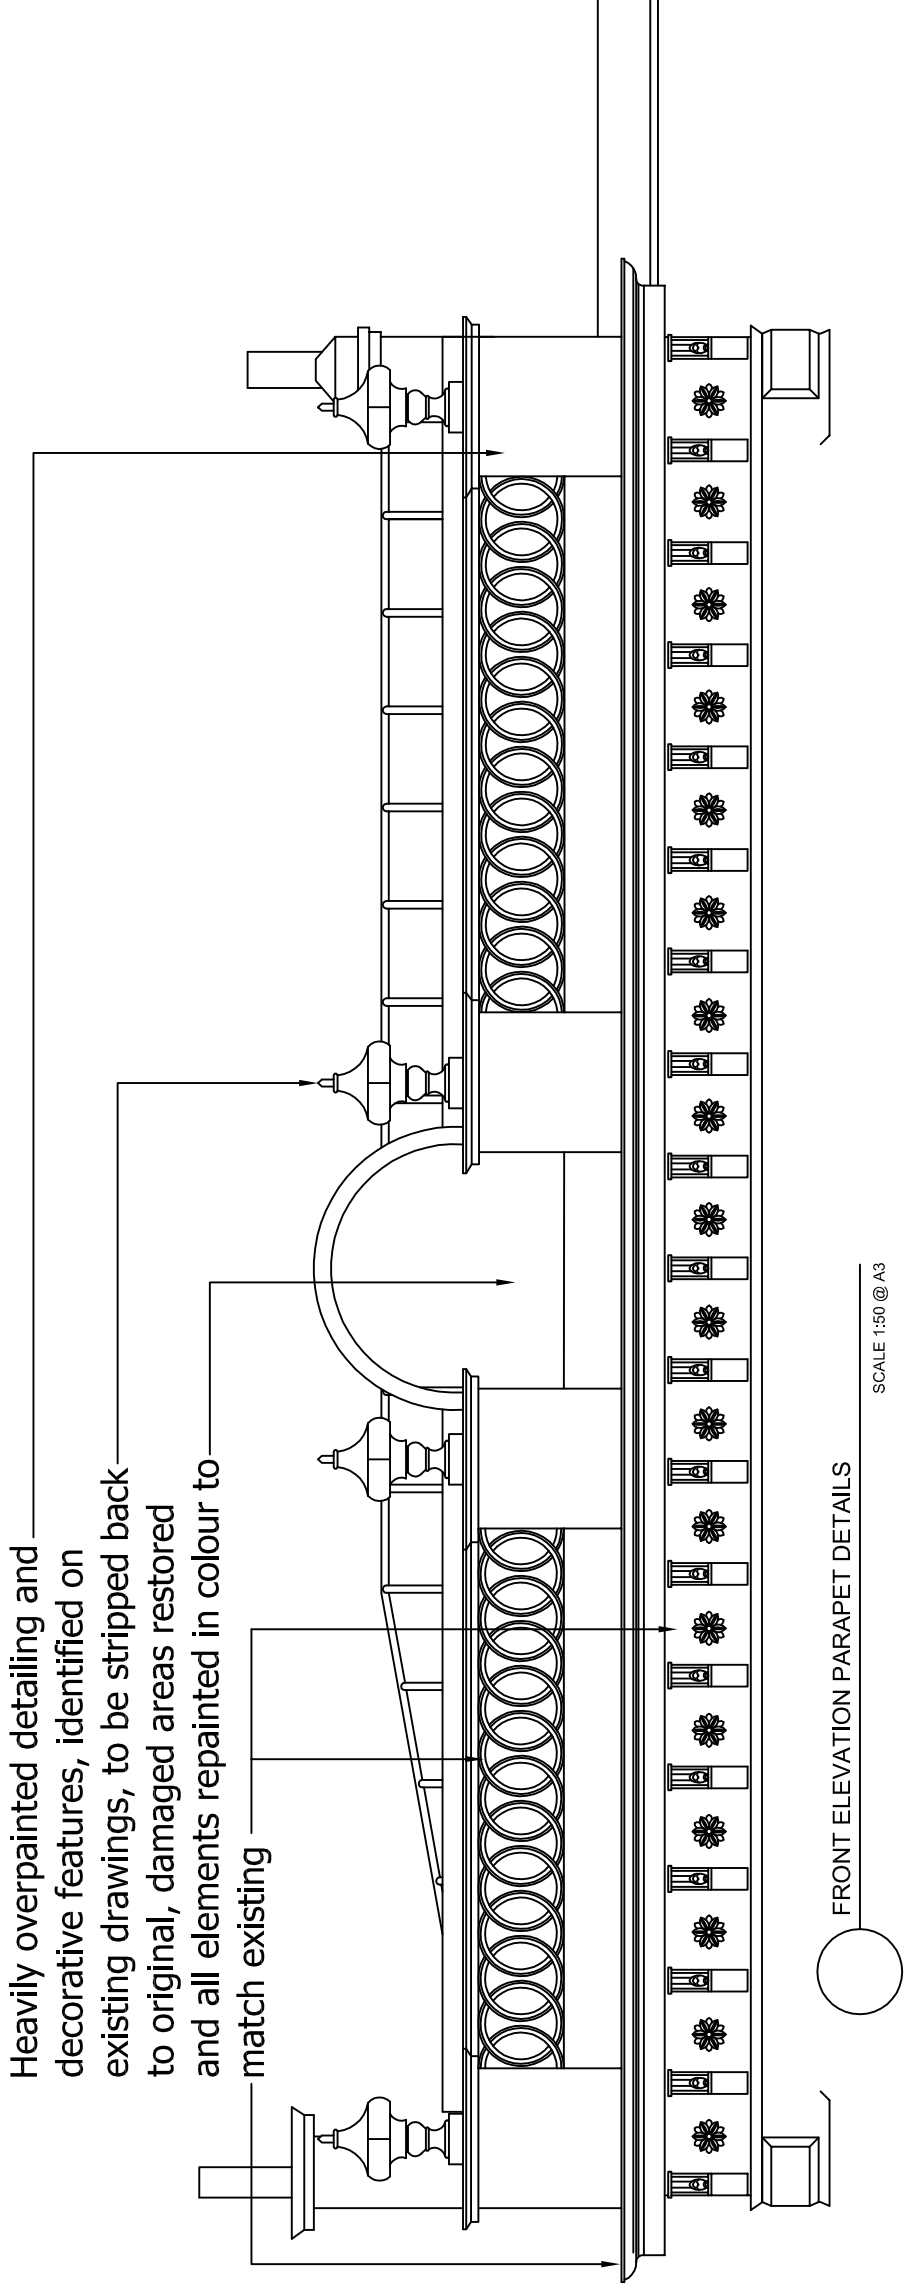 Heavily overpainted detailing and
decorative features, identified on
existing drawings, to be stripped back
to original, damaged areas restored
and all elements repainted in colour to
match existing
FRONT ELEVATION PARAPET DETAILS
SCALE 1:50 @ A3